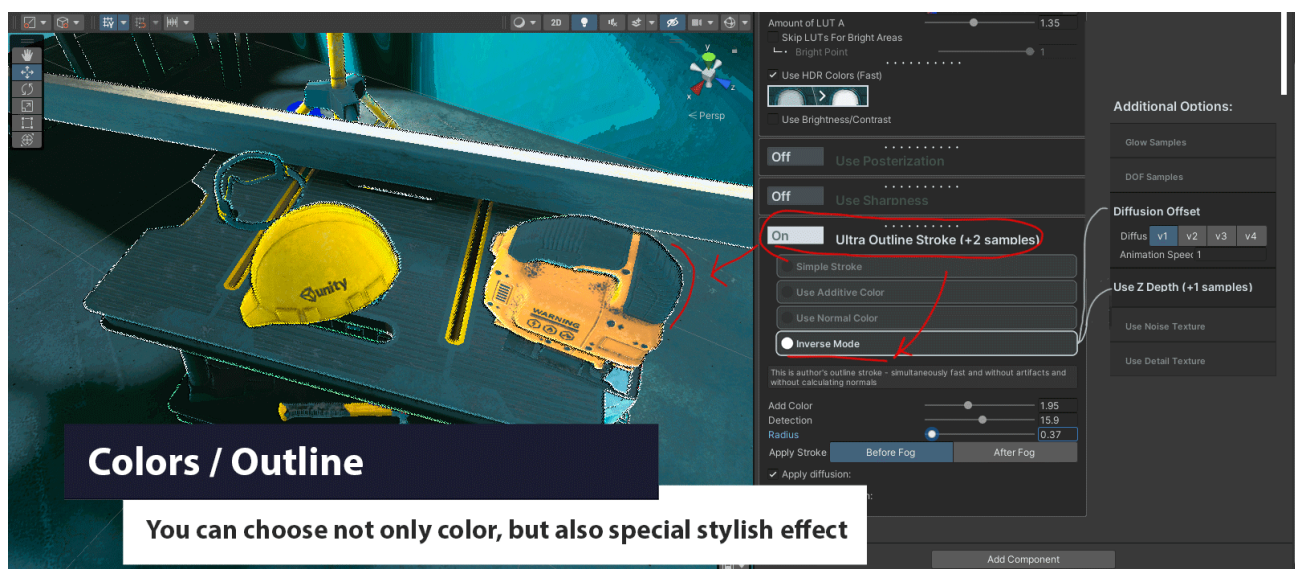 2D
Persp
y
x
z
unity
WARNING
Colors / Outline
You can choose not only color, but also special stylish effect
Amount of LUT A
1.35
Skip LUTs For Bright Areas
Bright Point
1
Use HDR Colors (Fast)
Use Brightness/Contrast
Off
Use Posterization
Off
Use Sharpness
On
Ultra Outline Stroke (+2 samples)
Simple Stroke
Use Additive Color
Use Normal Color
Inverse Mode
This is author's outline stroke - simultaneously fast and without artifacts and
without calculating normals
Add Color
1.95
Detection
15.9
Radius
0.37
Apply Stroke
Before Fog
After Fog
Apply diffusion:
n:
Add Component
Additional Options:
Glow Samples
DOF Samples
Diffusion Offset
Diffus
v1
v2
v3
v4
Animation Speec 1
Use Z Depth (+1 samples)
Use Noise Texture
Use Detail Texture